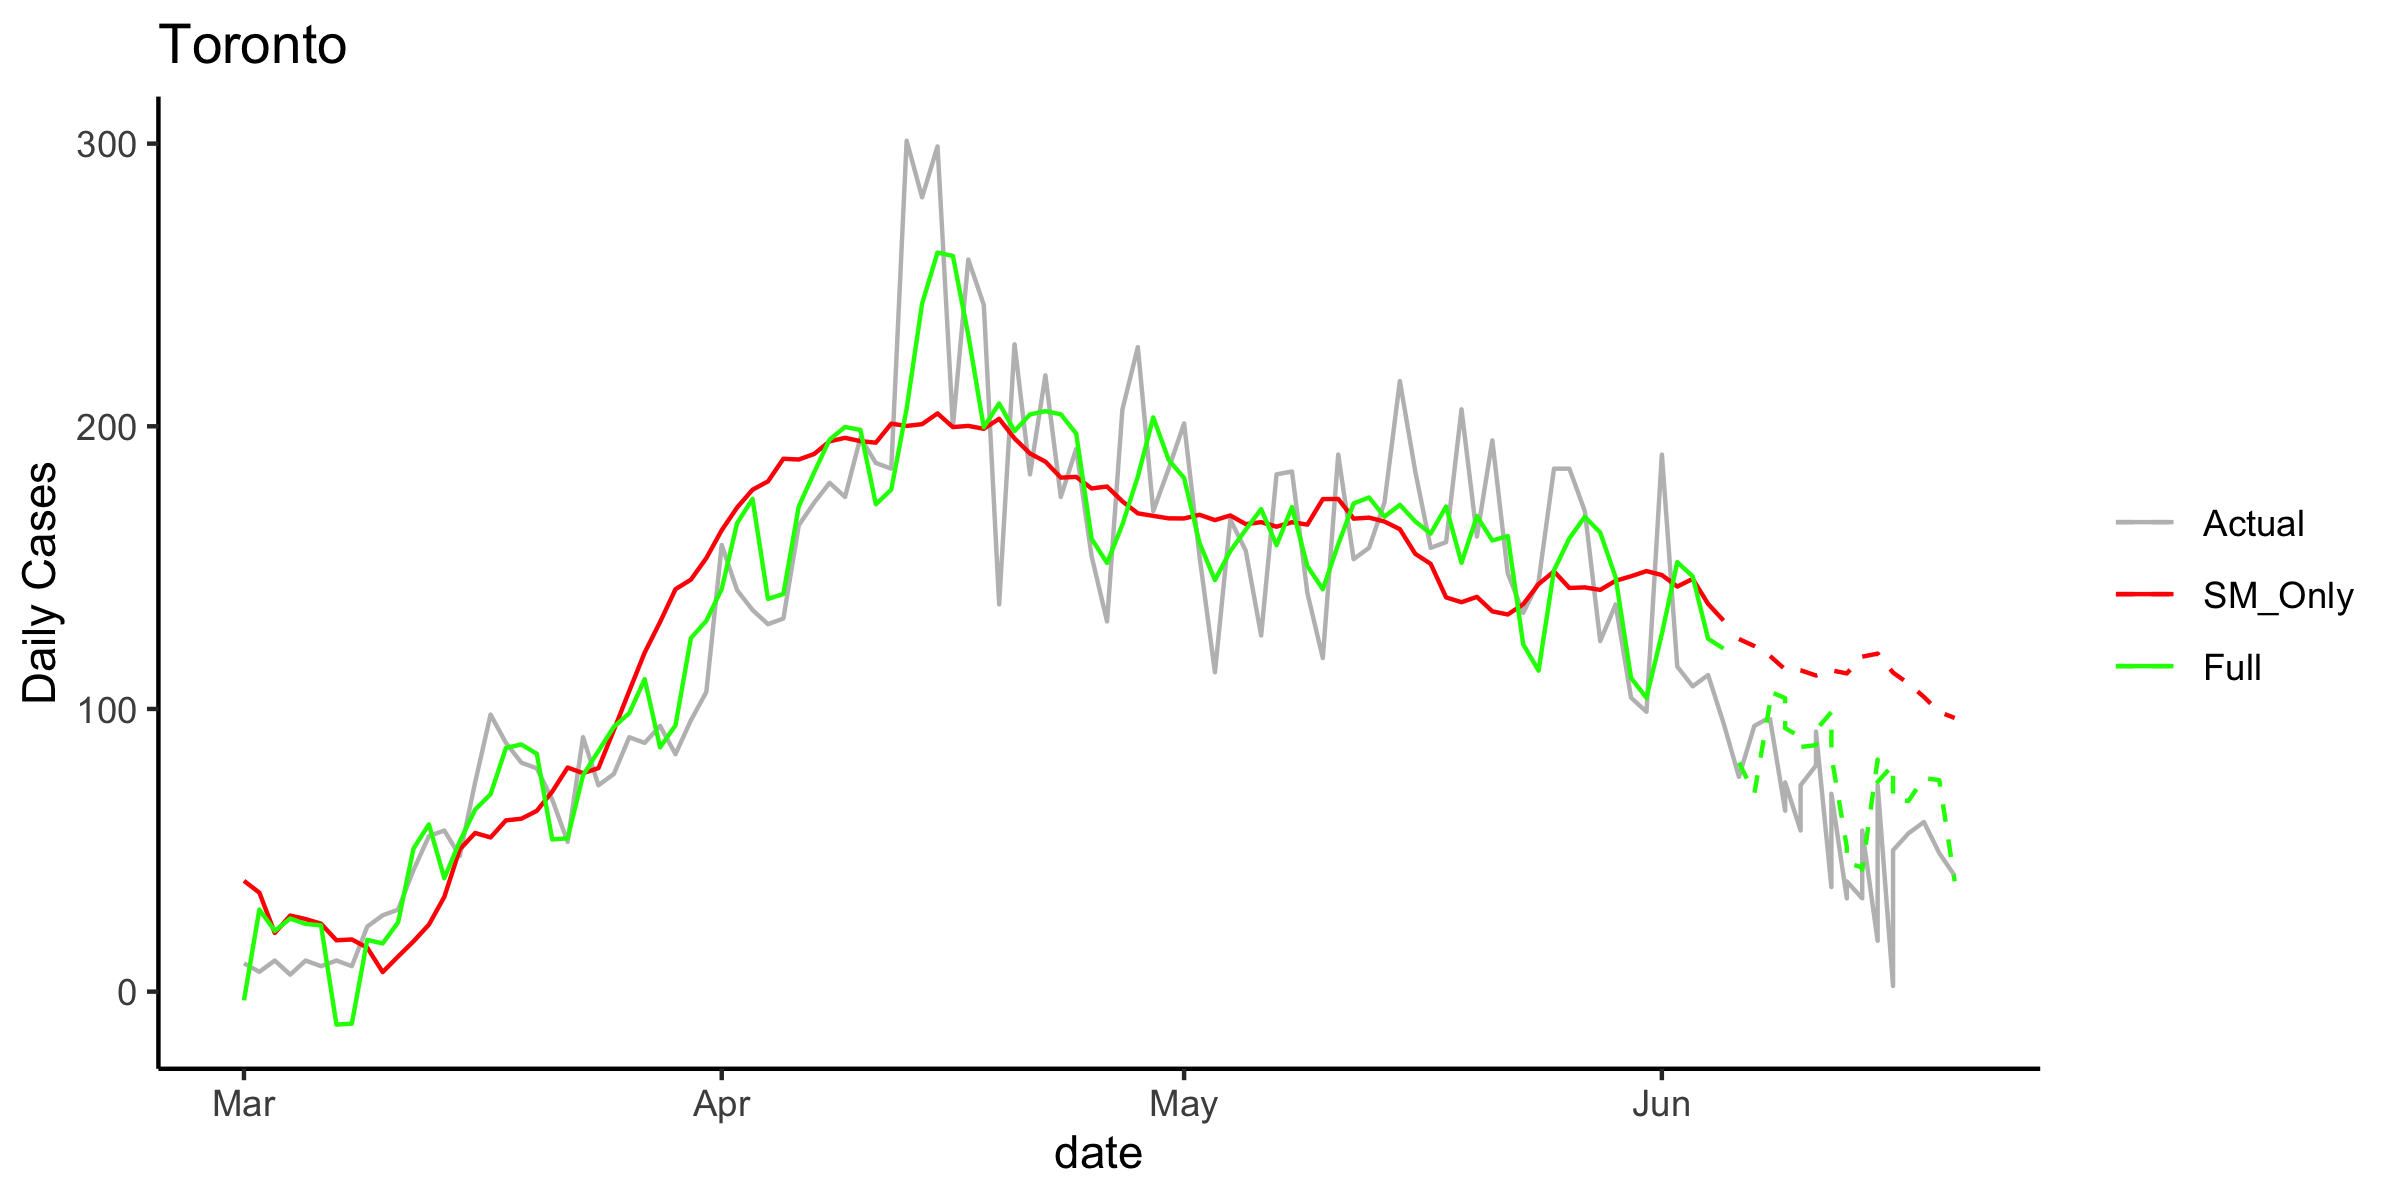 Toronto
300
200
100
0
Daily Cases
Mar Apr May Jun
date
Actual
SM_Only
Full